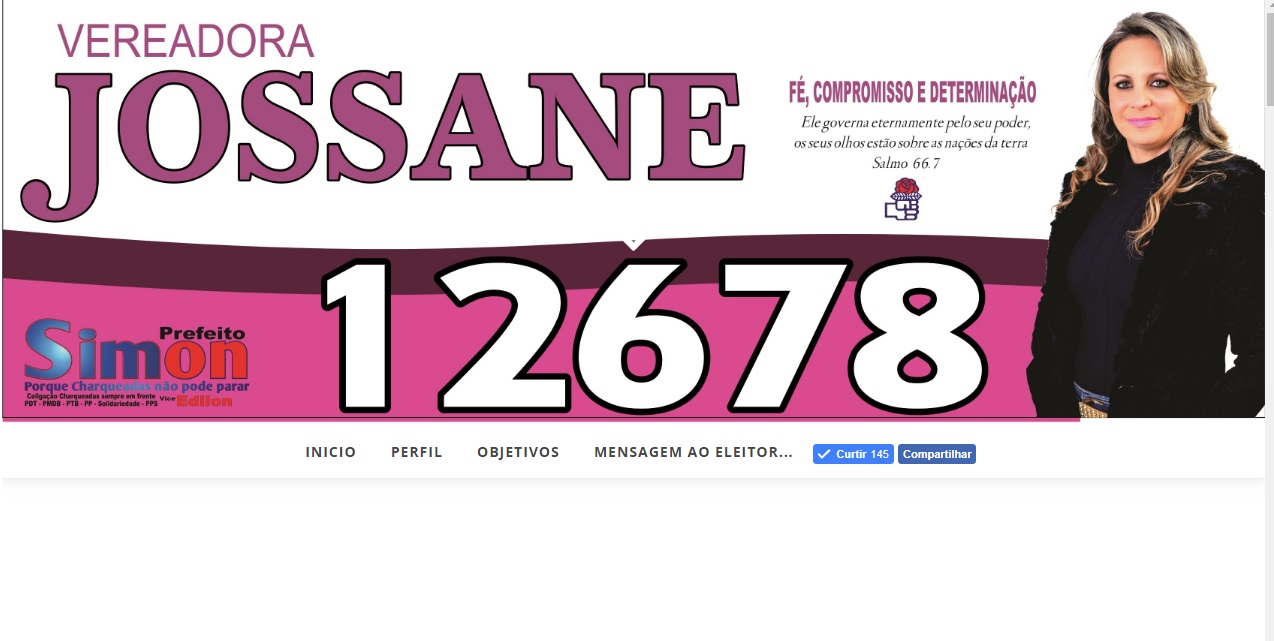 VEREADORA
JOSSANE
FÉ, COMPROMISSO E DETERMINAÇÃO
Ele governa eternamente pelo seu poder,
os seus olhos estão sobre as nações da terra
Salmo 66.7
12678
Prefeito
Simon
Porque Charqueadas não pode parar
Coligação Charqueadas sempre em frente
PDT - PMDB - PTB - PP - Solidariedade - PPS
Vice Edilon
INICIO PERFIL OBJETIVOS MENSAGEM AO ELEITOR... Curtir 145 Compartilhar